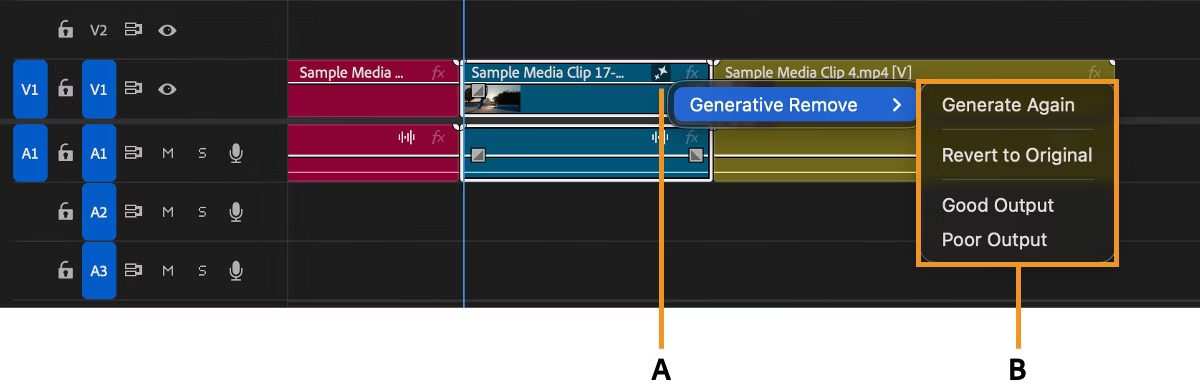 V2
Sample Media ... fx
Sample Media Clip 17-... fx
Sample Media Clip 4.mp4 [V] fx
V1 V1
Generative Remove >
Generate Again
Revert to Original
Good Output
Poor Output
fx
fx
A1 A1 M S
A2 M S
A3 M S
A
B